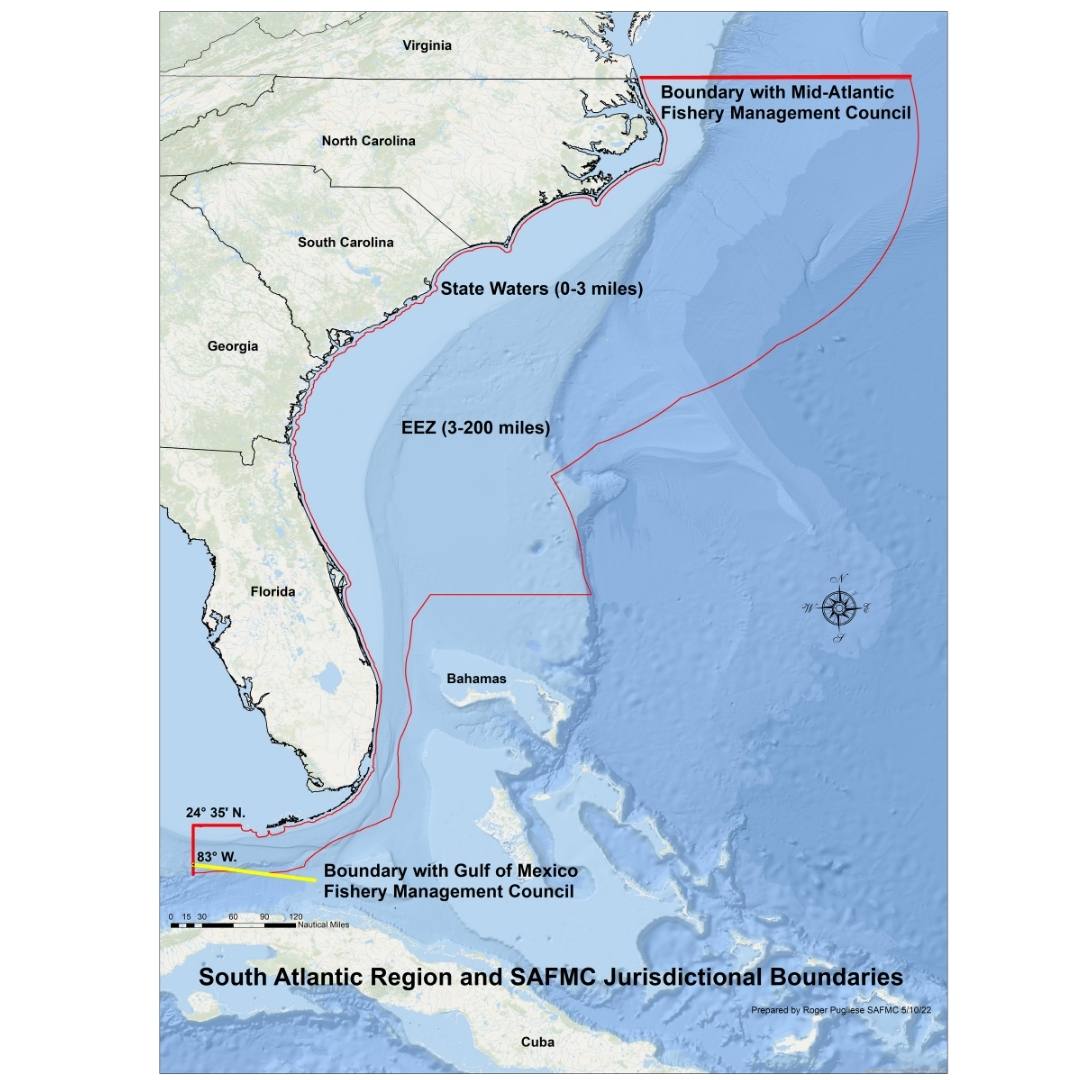 Virginia
Boundary with Mid-Atlantic
Fishery Management Council
North Carolina
South Carolina
State Waters (0-3 miles)
Georgia
EEZ (3-200 miles)
N
W
E
S
Florida
Bahamas
24° 35' N.
83° W.
Boundary with Gulf of Mexico
Fishery Management Council
0 15 30 60 90 120
Nautical Miles
South Atlantic Region and SAFMC Jurisdictional Boundaries
Prepared by Roger Pugliese SAFMC 5/10/22
Cuba